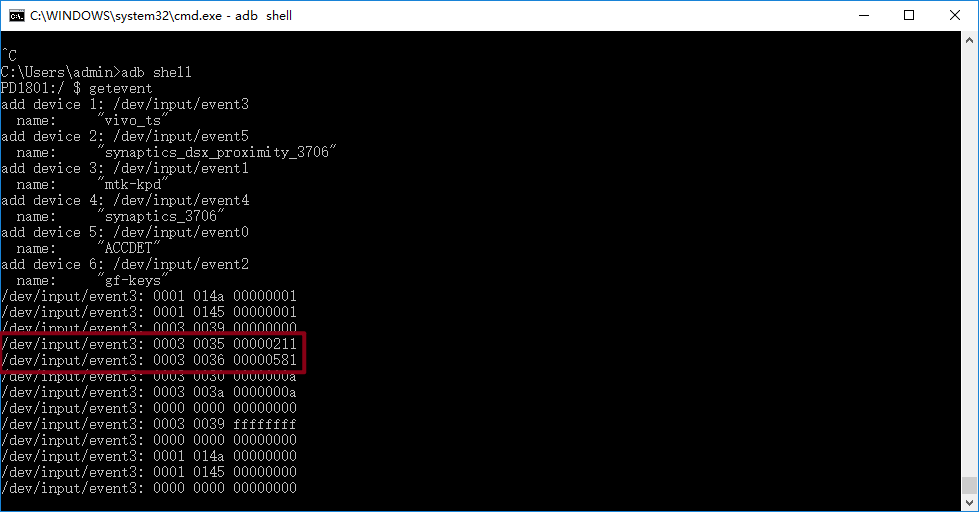 C:\WINDOWS\system32\cmd.exe - adb shell
^C
C:\Users\admin>adb shell
PD1801:/ $ getevent
add device 1: /dev/input/event3
name: "vivo_ts"
add device 2: /dev/input/event5
name: "synaptics_dsx_proximity_3706"
add device 3: /dev/input/event1
name: "mtk-kpd"
add device 4: /dev/input/event4
name: "synaptics_3706"
add device 5: /dev/input/event0
name: "ACCDET"
add device 6: /dev/input/event2
name: "gf-keys"
/dev/input/event3: 0001 014a 00000001
/dev/input/event3: 0001 0145 00000001
/dev/input/event3: 0003 0039 00000000
/dev/input/event3: 0003 0035 00000211
/dev/input/event3: 0003 0036 00000581
/dev/input/event3: 0003 0030 0000000a
/dev/input/event3: 0003 003a 0000000a
/dev/input/event3: 0000 0000 00000000
/dev/input/event3: 0003 0039 ffffffff
/dev/input/event3: 0000 0000 00000000
/dev/input/event3: 0001 014a 00000000
/dev/input/event3: 0001 0145 00000000
/dev/input/event3: 0000 0000 00000000